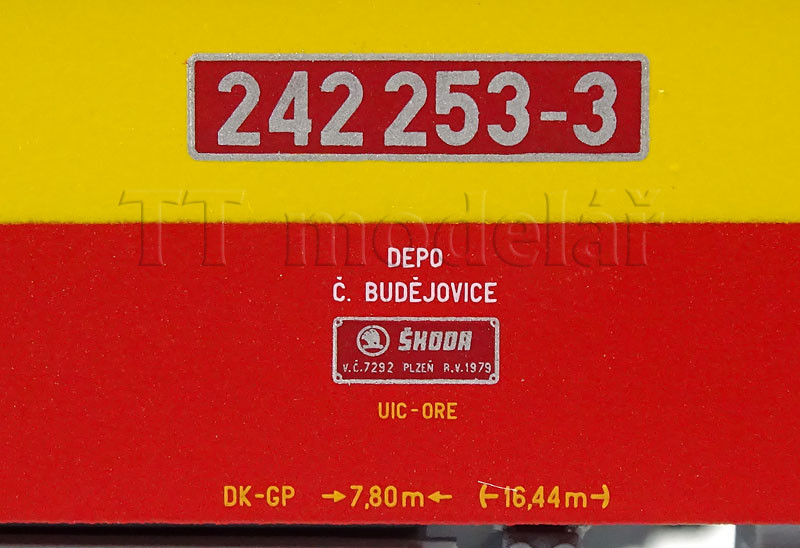 242 253-3
TT modelář
DEPO
Č. BUDĚJOVICE
ŠKODA
V.Č.7292 PLZEŇ R.V.1979
UIC-ORE
DK-GP →7,80m← (-16,44m-)